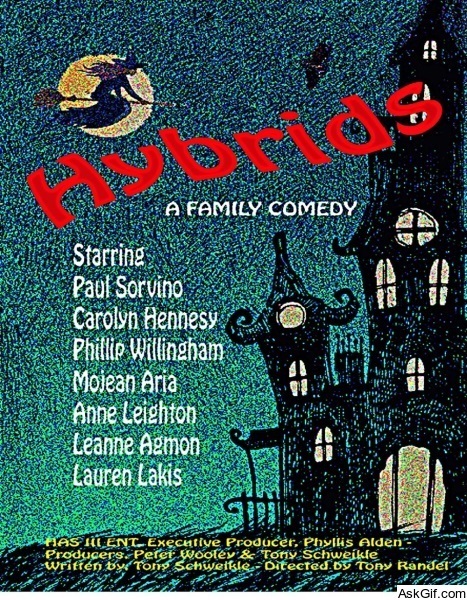 Hybrids
A FAMILY COMEDY
Starring
Paul Sorvino
Carolyn Hennesy
Phillip Willingham
Mojean Aria
Anne Leighton
Leanne Agmon
Lauren Lakis
HAS Ill ENT. Executive Producer, Phyllis Alden -
Producers. Peter Wooley & Tony Schweikle
Written by: Tony Schweikle - Directed by Tony Randel
AskGif.com